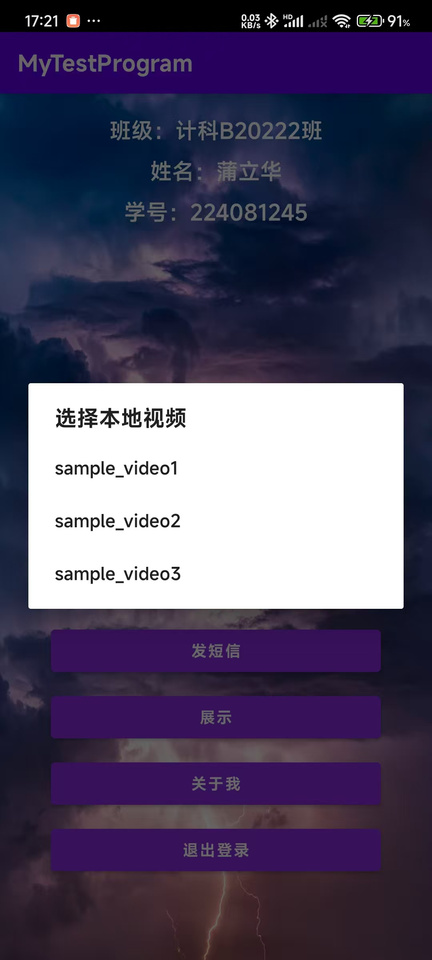 17:21 ··· 0.03 KB/s HD 91%
MyTestProgram
班级：计科B20222班
姓名：蒲立华
学号：224081245
选择本地视频
sample_video1
sample_video2
sample_video3
发短信
展示
关于我
退出登录